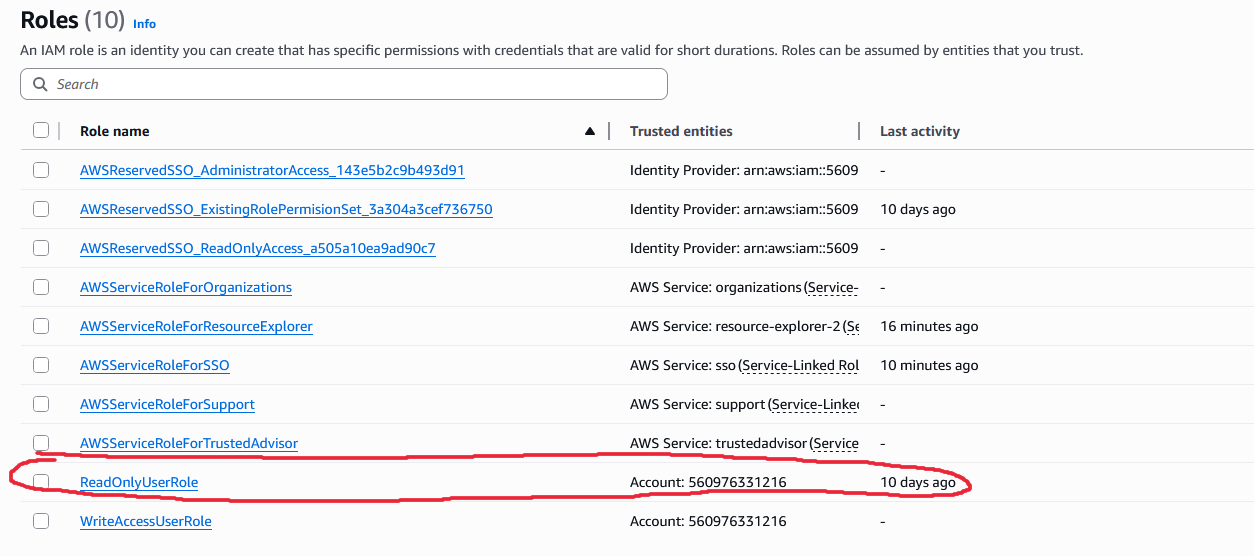 Roles (10) Info
An IAM role is an identity you can create that has specific permissions with credentials that are valid for short durations. Roles can be assumed by entities that you trust.
Search
Role name Trusted entities Last activity
AWSReservedSSO_AdministratorAccess_143e5b2c9b493d91 Identity Provider: arn:aws:iam::5609 -
AWSReservedSSO_ExistingRolePermisionSet_3a304a3cef736750 Identity Provider: arn:aws:iam::5609 10 days ago
AWSReservedSSO_ReadOnlyAccess_a505a10ea9ad90c7 Identity Provider: arn:aws:iam::5609 -
AWSServiceRoleForOrganizations AWS Service: organizations (Service- -
AWSServiceRoleForResourceExplorer AWS Service: resource-explorer-2 (Se 16 minutes ago
AWSServiceRoleForSSO AWS Service: sso (Service-Linked Rol 10 minutes ago
AWSServiceRoleForSupport AWS Service: support (Service-Linked -
AWSServiceRoleForTrustedAdvisor AWS Service: trustedadvisor (Service -
ReadOnlyUserRole Account: 560976331216 10 days ago
WriteAccessUserRole Account: 560976331216 -